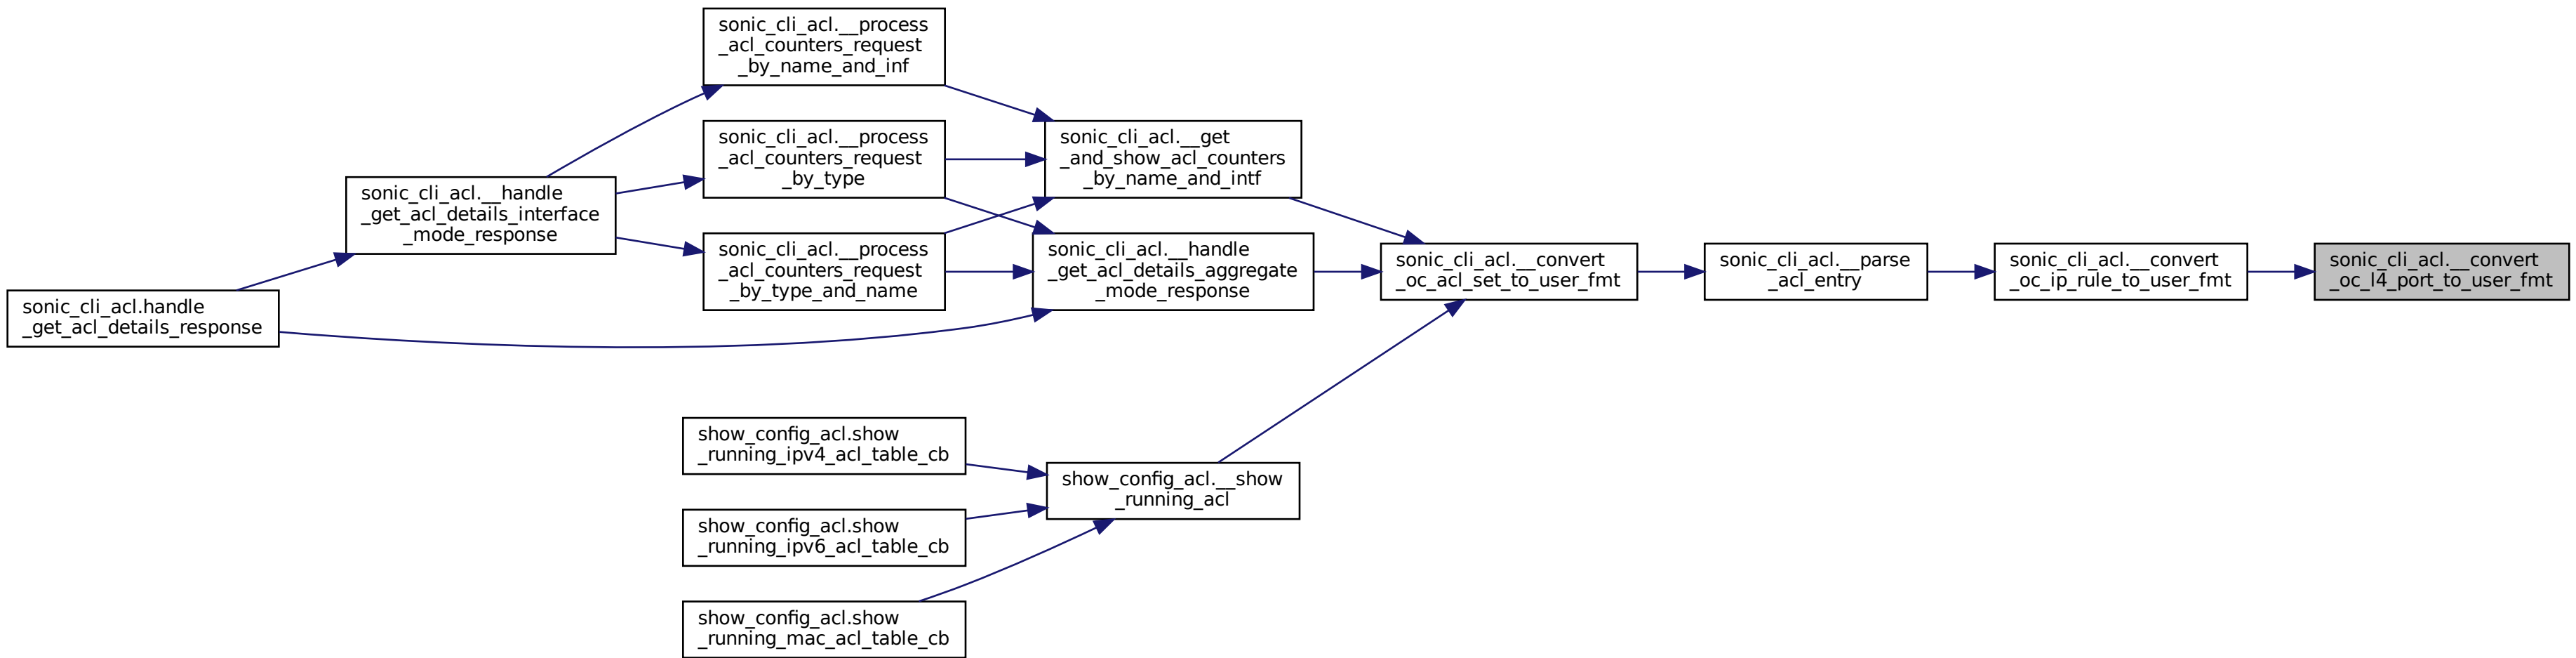 sonic_cli_acl.__process
_acl_counters_request
_by_name_and_inf
sonic_cli_acl.__process
_acl_counters_request
_by_type
sonic_cli_acl.__get
_and_show_acl_counters
_by_name_and_intf
sonic_cli_acl.__handle
_get_acl_details_interface
_mode_response
sonic_cli_acl.__process
_acl_counters_request
_by_type_and_name
sonic_cli_acl.__handle
_get_acl_details_aggregate
_mode_response
sonic_cli_acl.__convert
_oc_acl_set_to_user_fmt
sonic_cli_acl.__parse
_acl_entry
sonic_cli_acl.__convert
_oc_ip_rule_to_user_fmt
sonic_cli_acl.__convert
_oc_l4_port_to_user_fmt
sonic_cli_acl.handle
_get_acl_details_response
show_config_acl.show
_running_ipv4_acl_table_cb
show_config_acl.__show
_running_acl
show_config_acl.show
_running_ipv6_acl_table_cb
show_config_acl.show
_running_mac_acl_table_cb